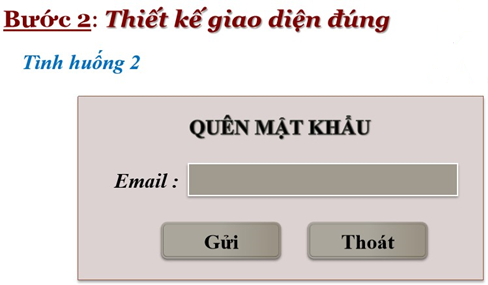 Bước 2: Thiết kế giao diện đúng
Tình huống 2
QUÊN MẬT KHẨU
Email :
Gửi Thoát